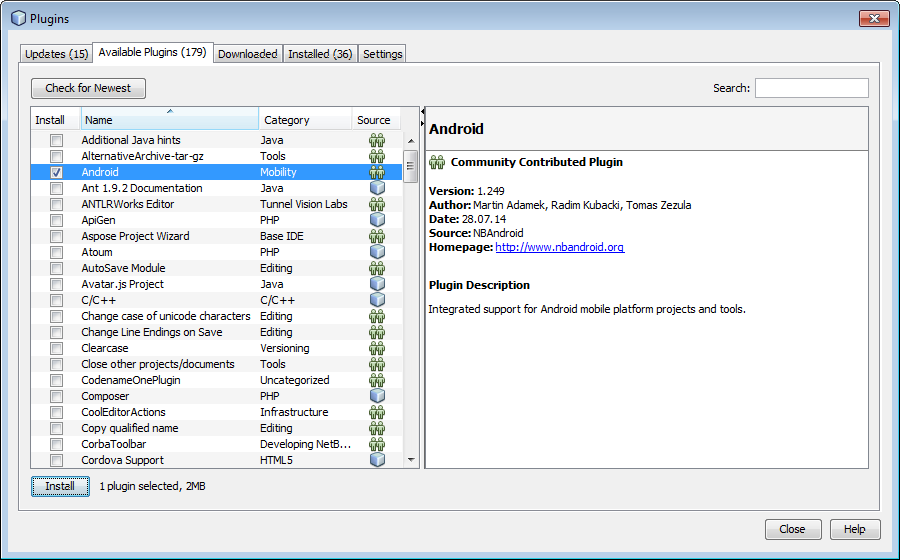 Plugins
Updates (15) Available Plugins (179) Downloaded Installed (36) Settings
Check for Newest Search:
Install Name Category Source
Additional Java hints Java
AlternativeArchive-tar-gz Tools
Android Mobility
Ant 1.9.2 Documentation Java
ANTLRWorks Editor Tunnel Vision Labs
ApiGen PHP
Aspose Project Wizard Base IDE
Atoum PHP
AutoSave Module Editing
Avatar.js Project Java
C/C++ C/C++
Change case of unicode characters Editing
Change Line Endings on Save Editing
Clearcase Versioning
Close other projects/documents Tools
CodenameOnePlugin Uncategorized
Composer PHP
CoolEditorActions Infrastructure
Copy qualified name Editing
CorbaToolbar Developing NetB...
Cordova Support HTML5
Android
Community Contributed Plugin
Version: 1.249
Author: Martin Adamek, Radim Kubacki, Tomas Zezula
Date: 28.07.14
Source: NBAndroid
Homepage: http://www.nbandroid.org
Plugin Description
Integrated support for Android mobile platform projects and tools.
Install 1 plugin selected, 2MB
Close Help